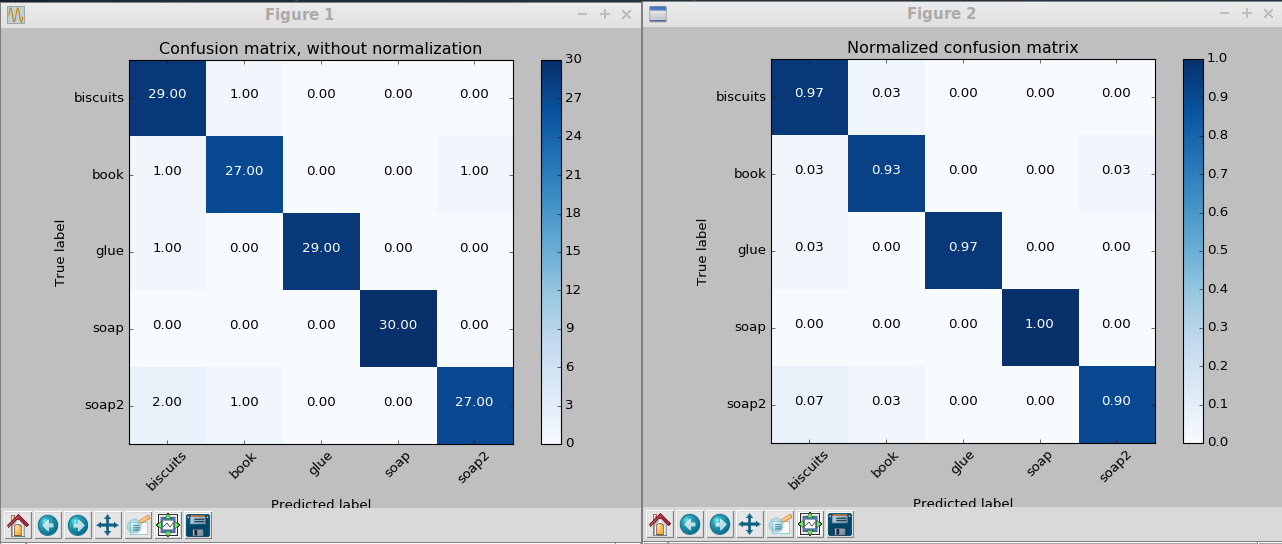 Figure 1
Confusion matrix, without normalization
biscuits 29.00 1.00 0.00 0.00 0.00
book 1.00 27.00 0.00 0.00 1.00
glue 1.00 0.00 29.00 0.00 0.00
soap 0.00 0.00 0.00 30.00 0.00
soap2 2.00 1.00 0.00 0.00 27.00
True label
biscuits book glue soap soap2
Predicted label
30
27
24
21
18
15
12
9
6
3
0
Figure 2
Normalized confusion matrix
biscuits 0.97 0.03 0.00 0.00 0.00
book 0.03 0.93 0.00 0.00 0.03
glue 0.03 0.00 0.97 0.00 0.00
soap 0.00 0.00 0.00 1.00 0.00
soap2 0.07 0.03 0.00 0.00 0.90
True label
biscuits book glue soap soap2
Predicted label
1.0
0.9
0.8
0.7
0.6
0.5
0.4
0.3
0.2
0.1
0.0